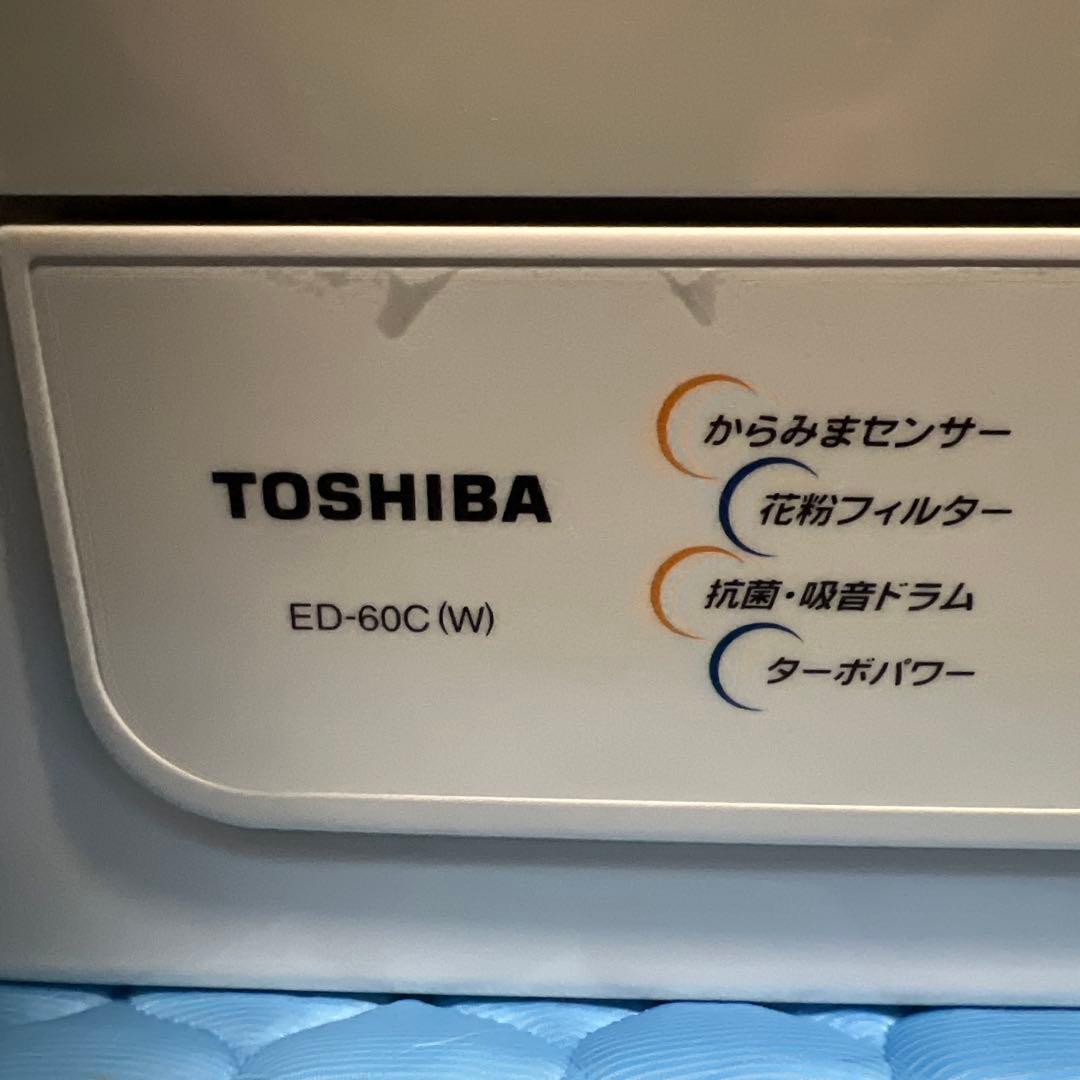 TOSHIBA
ED-60C(W)
からみまセンサー
花粉フィルター
抗菌・吸音ドラム
ターボパワー